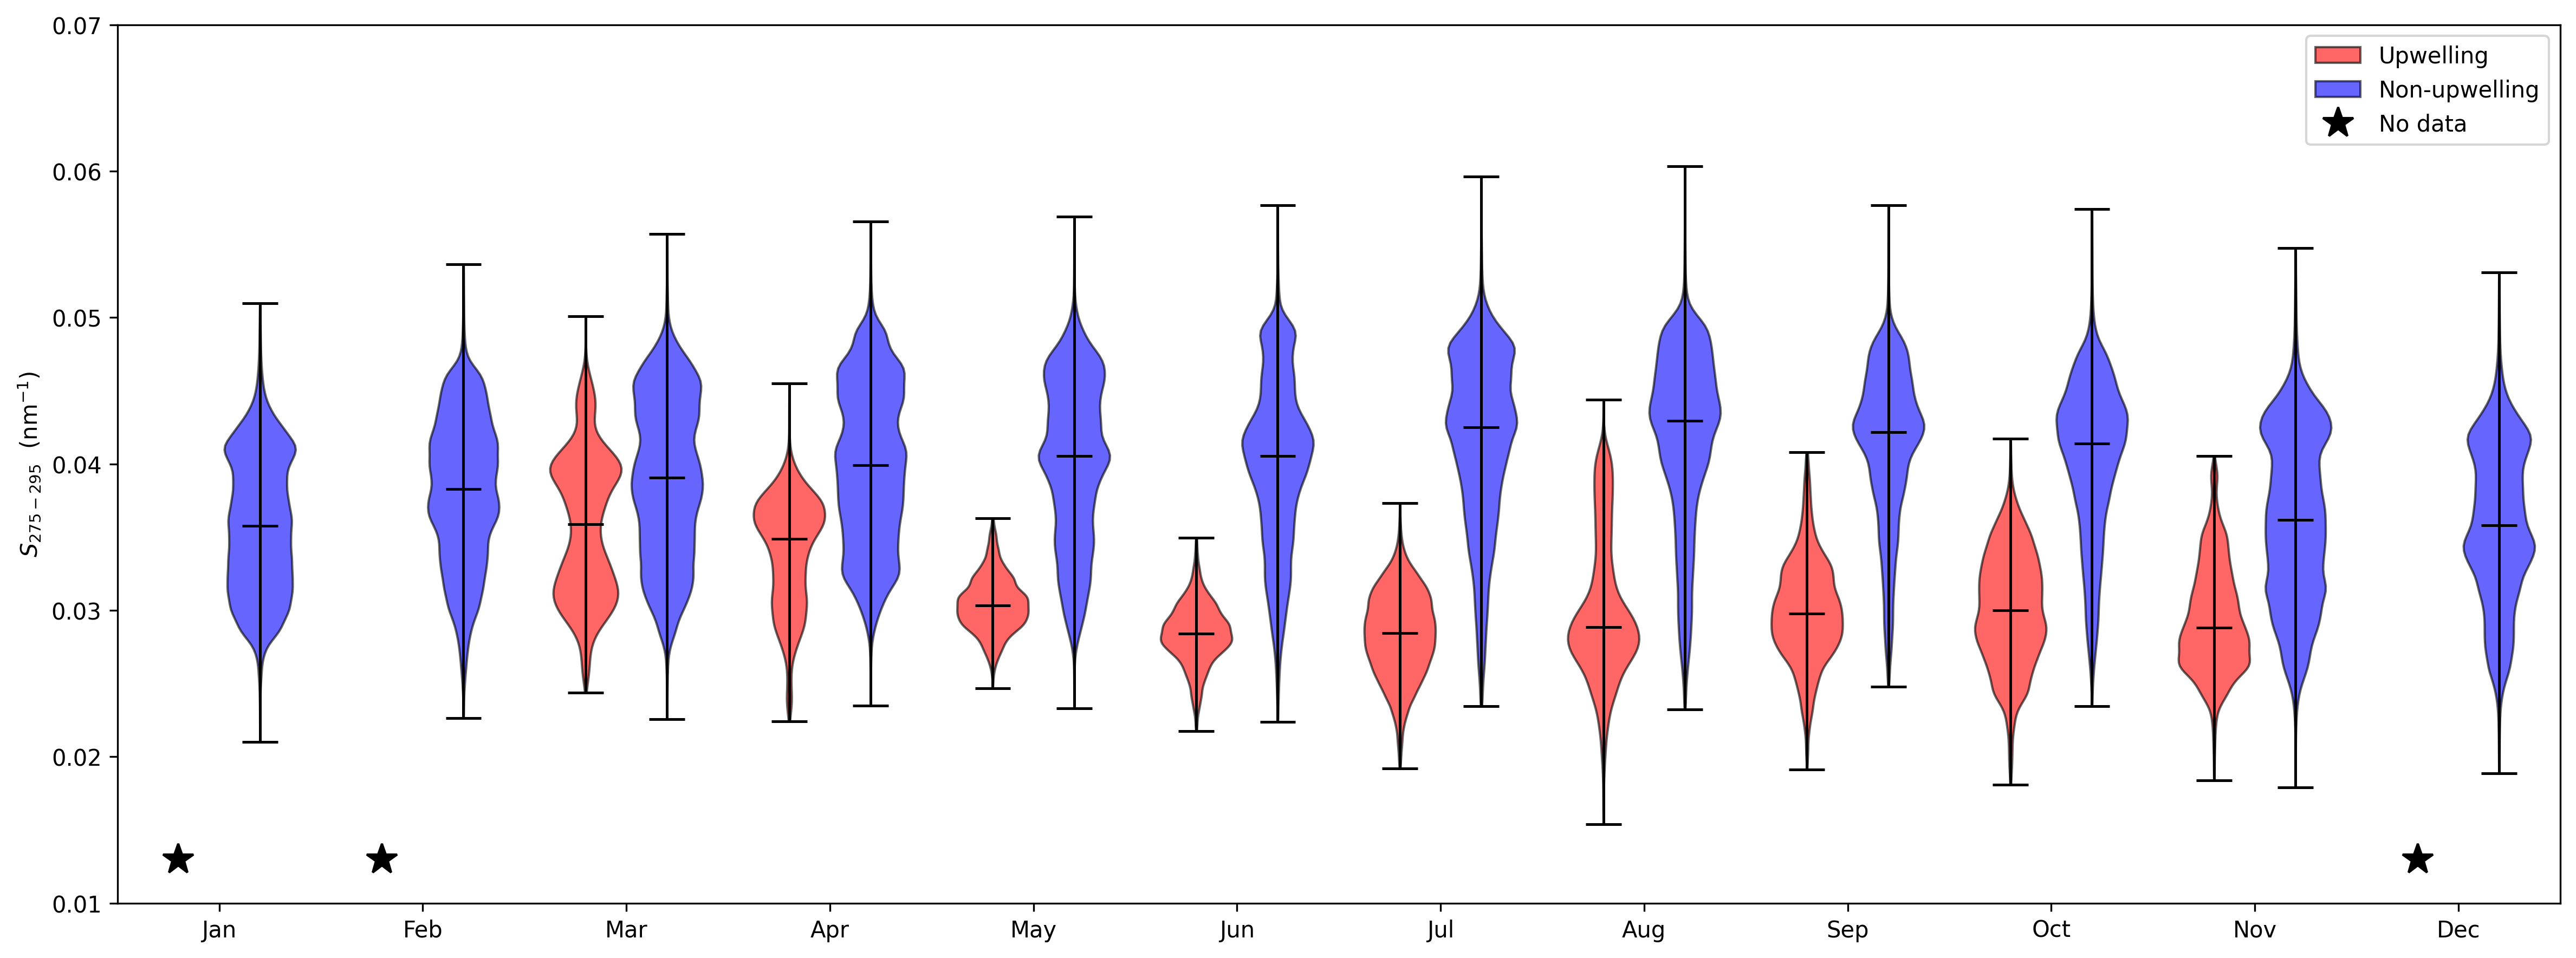 0.07
0.06
0.05
0.04
0.03
0.02
0.01
S₂₇₅₋₂₉₅ (nm⁻¹)
Upwelling
Non-upwelling
No data
Jan Feb Mar Apr May Jun Jul Aug Sep Oct Nov Dec